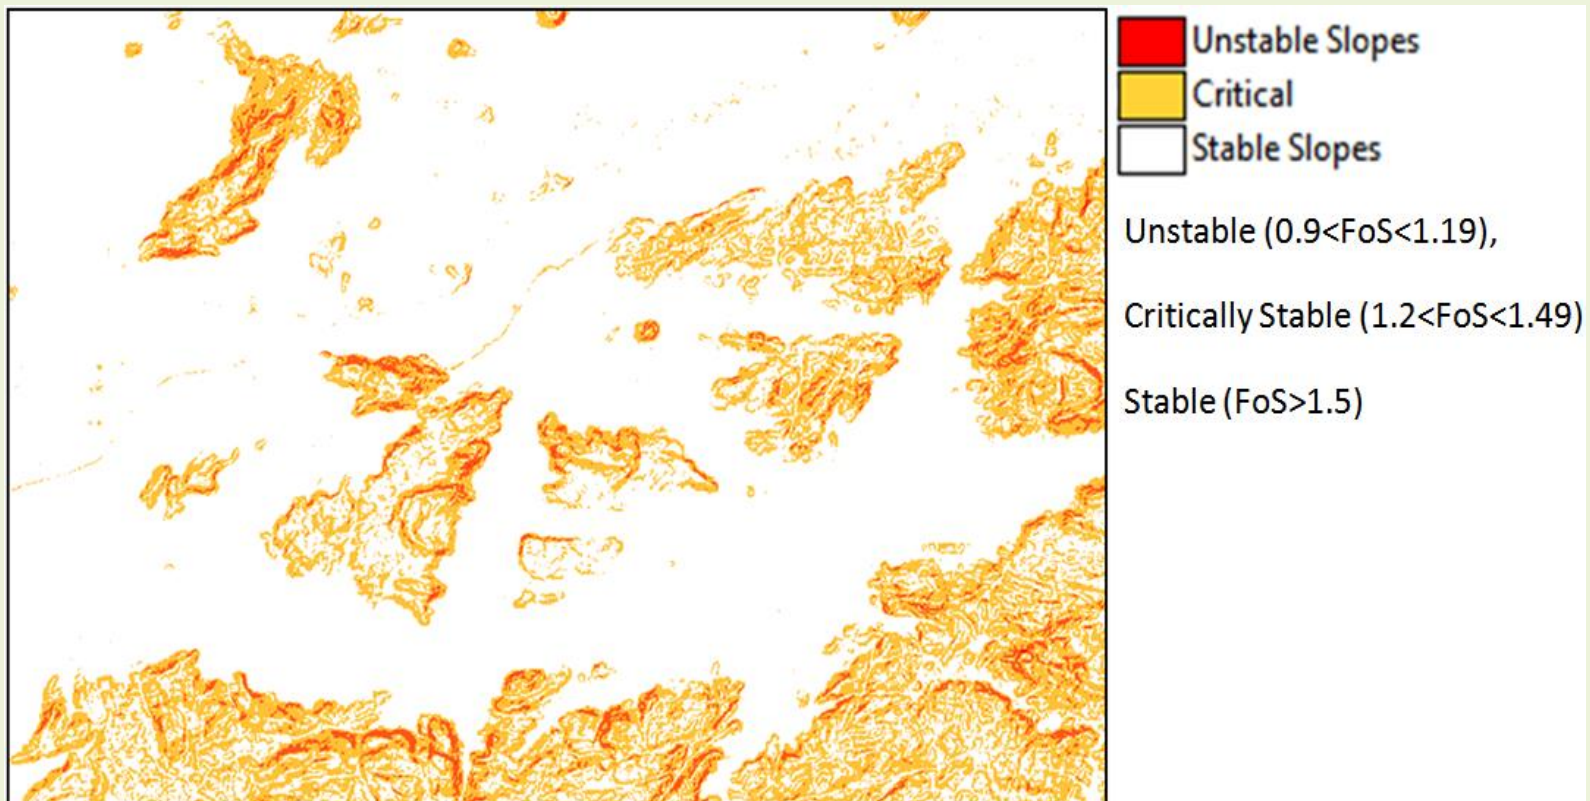 Unstable Slopes
Critical
Stable Slopes
Unstable (0.9<FoS<1.19),
Critically Stable (1.2<FoS<1.49)
Stable (FoS>1.5)